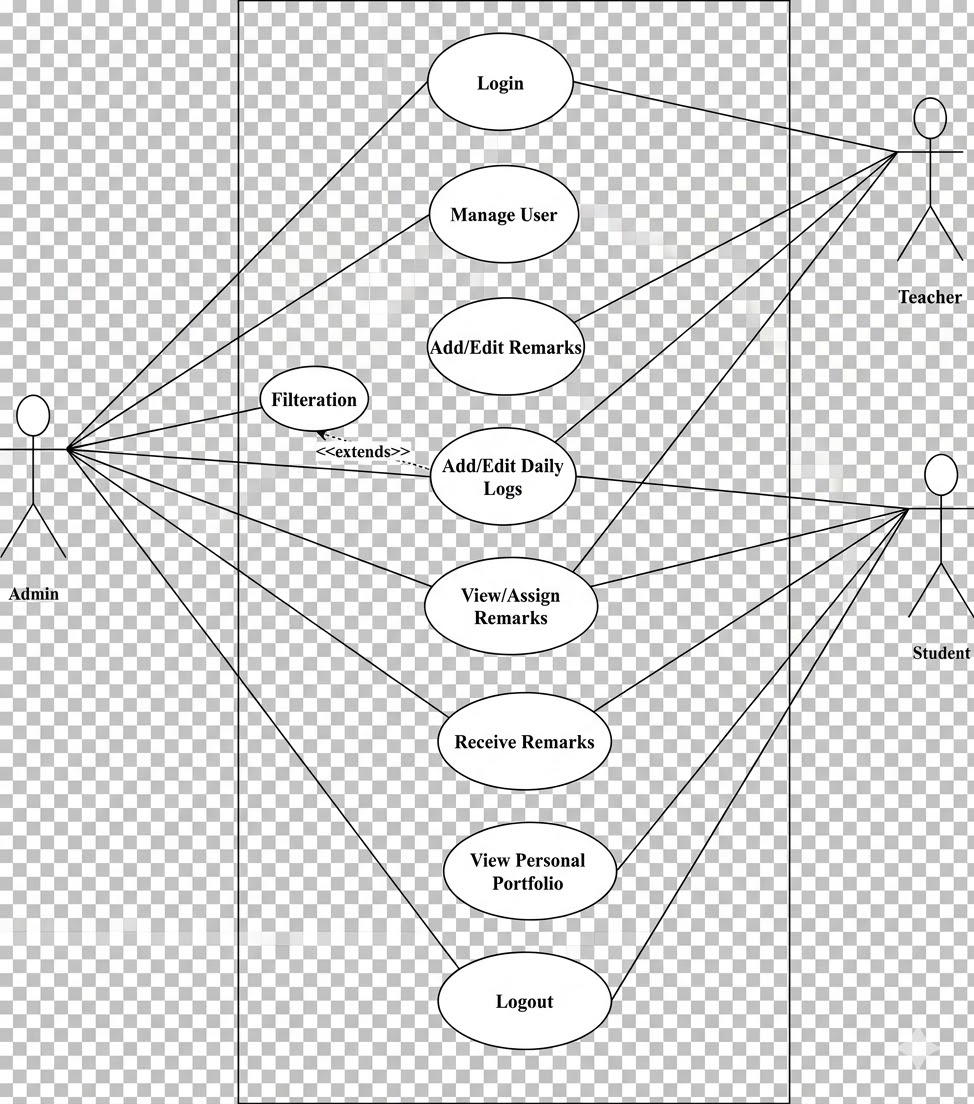 Login
Manage User
Teacher
Add/Edit Remarks
Filteration
<<extends>>
Add/Edit Daily
Logs
Admin
View/Assign
Remarks
Student
Receive Remarks
View Personal
Portfolio
Logout